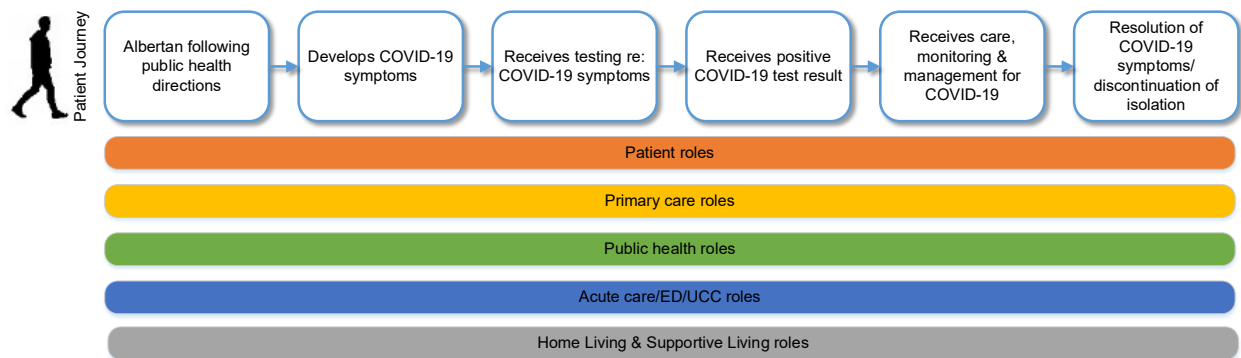 Patient Journey
Albertan following
public health
directions
Develops COVID-19
symptoms
Receives testing re:
COVID-19 symptoms
Receives positive
COVID-19 test result
Receives care,
monitoring &
management for
COVID-19
Resolution of
COVID-19
symptoms/
discontinuation of
isolation
Patient roles
Primary care roles
Public health roles
Acute care/ED/UCC roles
Home Living & Supportive Living roles